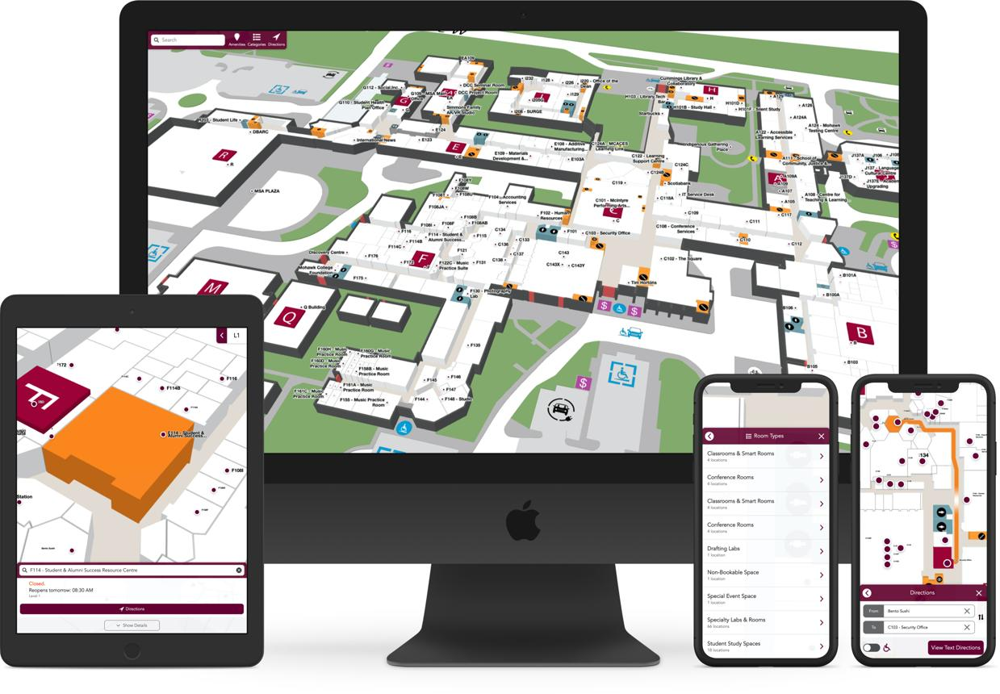 Search
Amenities
Categories
Directions
EA109
G112 - Social Inc.
G109
Office
MSA Main
DCC Seminar Room
DCC Project Room
i232
i128
i226
i220 - Office of the
Dean
i129
Cummings Library &
Collaboratory
H
H
H103 - Library Tech
Bar
H101B - Study Hall
H101D
H101F - Silent Study
Starbucks
A129
A126
A124A
G
G110 - Student Health
Plan Office
Simmons Family
AR/VR Studio
i208 - SURGE
A124 - Mohawk
Testing Centre
A122 - Accessible
Learning Services
- Student Life
DBARC
E124
International News
E123
E
E108 - Additive
Manufacturing...
C124A - MCACES
Learning Link
Indigenous Gathering
Place
E109 - Materials
Development &...
E103A
C122 - Learning
Support Centre
C124C
C124B
A111 - School of
Community, Justice &...
J137A
J106
J137 - Language
Cultural Centre
J137D
J137E - Academic
Upgrading
R
R
MSA PLAZA
F108Y
F108W
F108T
F108U
F104 - Accounting
Services
F108JA
C119
Scotiabank
C118A
IT Service Desk
A
A109A
A109
A107
A105
A108 - Centre for
Teaching & Learning
C101 - McIntyre
Performing Arts...
C
C
F102 - Human
Resources
F108B
F108AB
F108I
F108F
C109
C117
C111
F116
F114 - Student &
Alumni Success...
F115
C134
C133
F101
C103 - Security Office
C108 - Conference
Services
C110
C112
F114C
F114B
C136
C137
F121
Discovery Centre
F176
F172
F
F122C - Music
Practice Suite
F131
C138
C143
C143X
C143Y
C102 - The Square
Mohawk College
Foundation
F175
Tim Hortons
B101A
B100A
F130 - Photography
Lab
M
Q
Q Building
B106
B
B
F135
B105
B103
F160H - Music
Practice Room
F160G - Music
Practice Room
F160D - Music
Practice Room
F158B - Music
Practice Room
F161A - Music
Practice Room
F161C - Music
Practice Room
F155 - Music Practice
Room
F145
F146
F147
F144
F148 - Studio
L1
F172
F116
F114B
F
F114 - Student &
Alumni Success...
F108I
Station
Bento Sushi
F114 - Student & Alumni Success Resource Centre
Closed.
Reopens tomorrow: 08:30 AM
Level 1
Directions
Show Details
Room Types
Classrooms & Smart Rooms
4 locations
Conference Rooms
4 locations
Classrooms & Smart Rooms
4 locations
Conference Rooms
4 locations
Drafting Labs
1 location
Non-Bookable Space
1 location
Special Event Space
1 location
Specialty Labs & Rooms
66 locations
Student Study Spaces
18 locations
Directions
From
Bento Sushi
To
C103 - Security Office
View Text Directions